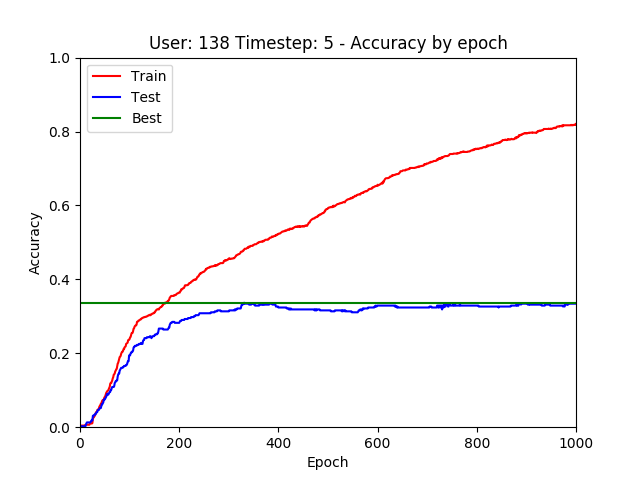 User: 138 Timestep: 5 - Accuracy by epoch
1.0
0.8
0.6
0.4
0.2
0.0
Accuracy
Train
Test
Best
0 200 400 600 800 1000
Epoch